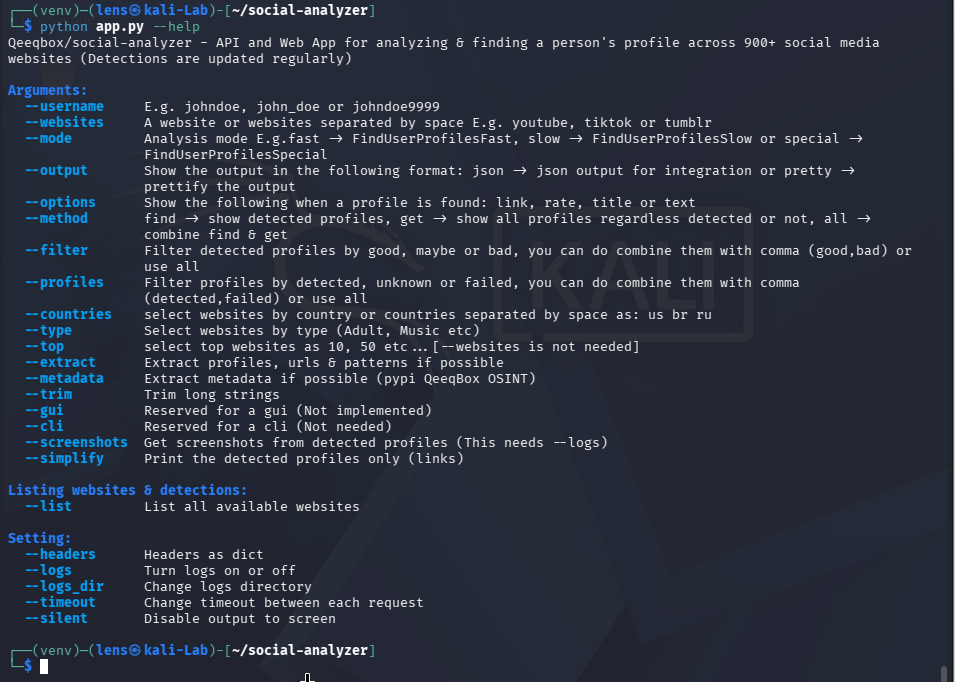 ┌──(venv)─(lens㉿kali-Lab)-[~/social-analyzer]
└─$ python app.py --help
Qeeqbox/social-analyzer - API and Web App for analyzing & finding a person's profile across 900+ social media
websites (Detections are updated regularly)
Arguments:
--username E.g. johndoe, john_doe or johndoe9999
--websites A website or websites separated by space E.g. youtube, tiktok or tumblr
--mode Analysis mode E.g.fast -> FindUserProfilesFast, slow -> FindUserProfilesSlow or special ->
FindUserProfilesSpecial
--output Show the output in the following format: json -> json output for integration or pretty ->
prettify the output
--options Show the following when a profile is found: link, rate, title or text
--method find -> show detected profiles, get -> show all profiles regardless detected or not, all ->
combine find & get
--filter Filter detected profiles by good, maybe or bad, you can do combine them with comma (good,bad) or
use all
--profiles Filter profiles by detected, unknown or failed, you can do combine them with comma
(detected,failed) or use all
--countries select websites by country or countries separated by space as: us br ru
--type Select websites by type (Adult, Music etc)
--top select top websites as 10, 50 etc...[--websites is not needed]
--extract Extract profiles, urls & patterns if possible
--metadata Extract metadata if possible (pypi QeeqBox OSINT)
--trim Trim long strings
--gui Reserved for a gui (Not implemented)
--cli Reserved for a cli (Not needed)
--screenshots Get screenshots from detected profiles (This needs --logs)
--simplify Print the detected profiles only (links)
Listing websites & detections:
--list List all available websites
Setting:
--headers Headers as dict
--logs Turn logs on or off
--logs_dir Change logs directory
--timeout Change timeout between each request
--silent Disable output to screen
┌──(venv)─(lens㉿kali-Lab)-[~/social-analyzer]
└─$
KALI